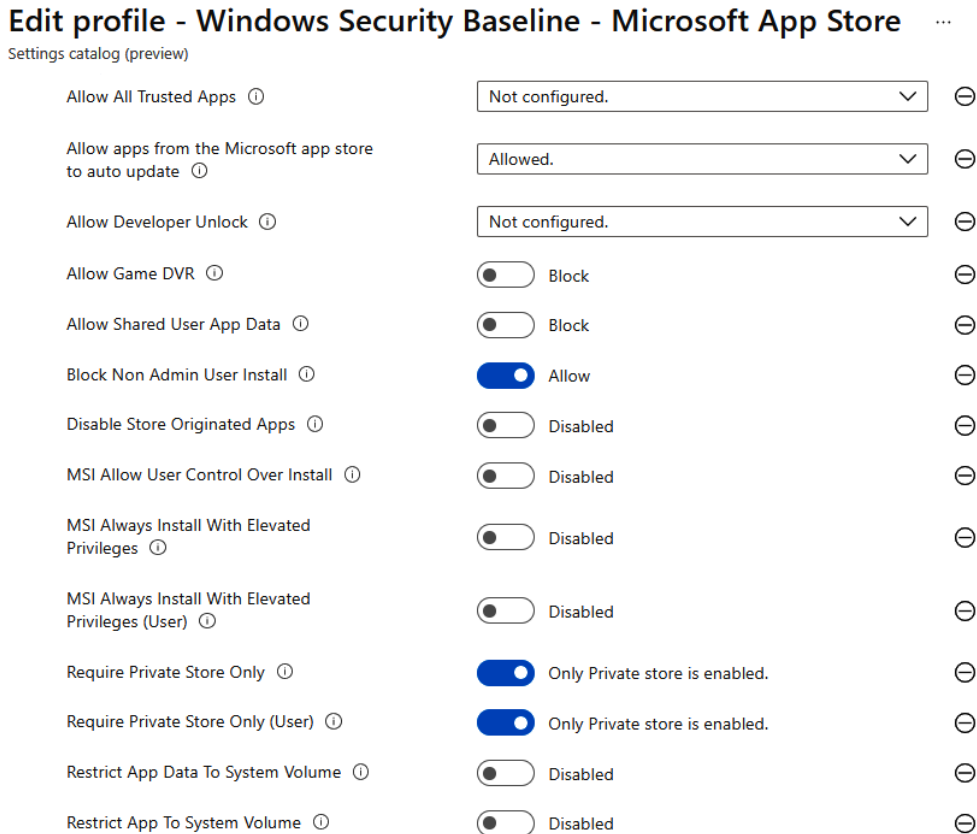 Edit profile - Windows Security Baseline - Microsoft App Store ...
Settings catalog (preview)
Allow All Trusted Apps Not configured.
Allow apps from the Microsoft app store
to auto update Allowed.
Allow Developer Unlock Not configured.
Allow Game DVR Block
Allow Shared User App Data Block
Block Non Admin User Install Allow
Disable Store Originated Apps Disabled
MSI Allow User Control Over Install Disabled
MSI Always Install With Elevated
Privileges Disabled
MSI Always Install With Elevated
Privileges (User) Disabled
Require Private Store Only Only Private store is enabled.
Require Private Store Only (User) Only Private store is enabled.
Restrict App Data To System Volume Disabled
Restrict App To System Volume Disabled